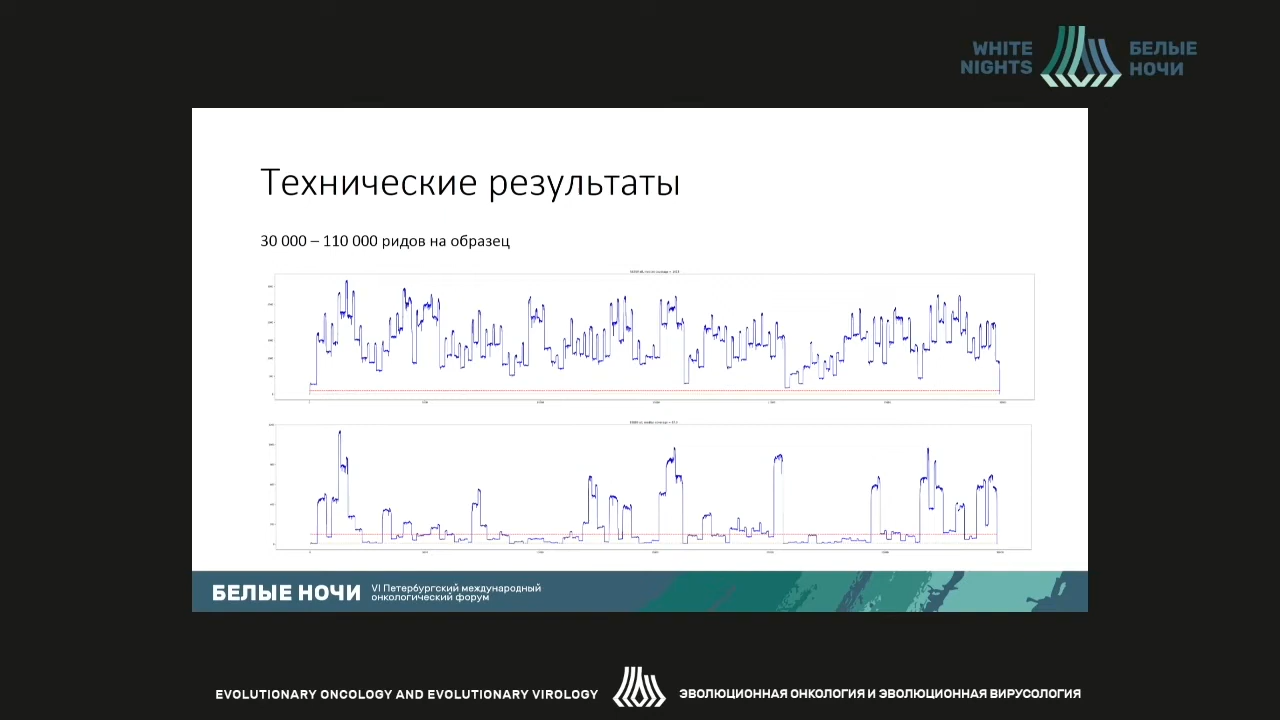 WHITE
NIGHTS
БЕЛЫЕ
НОЧИ
Технические результаты
30 000 – 110 000 ридов на образец
БЕЛЫЕ НОЧИ
VI Петербургский международный
онкологический форум
EVOLUTIONARY ONCOLOGY AND EVOLUTIONARY VIROLOGY
ЭВОЛЮЦИОННАЯ ОНКОЛОГИЯ И ЭВОЛЮЦИОННАЯ ВИРУСОЛОГИЯ